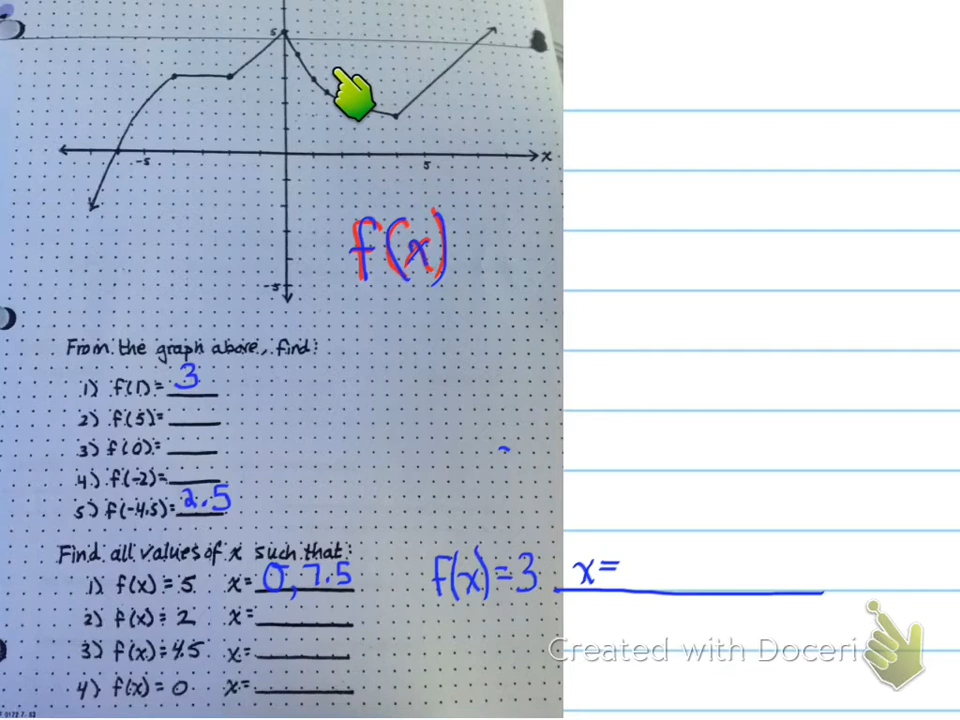 5
x
-5
5
f(x)
-5
From the graph above, find:
1) f(1)= 3
2) f(5)=
3) f(0)=
4) f(-2)=
5) f(-4.5)= 2.5
Find all values of x such that:
1) f(x)=5 x= 0, 7.5
f(x)=3 x=
2) f(x)=2 x=
3) f(x)=4.5 x=
Created with Doceri
4) f(x)=0 x=